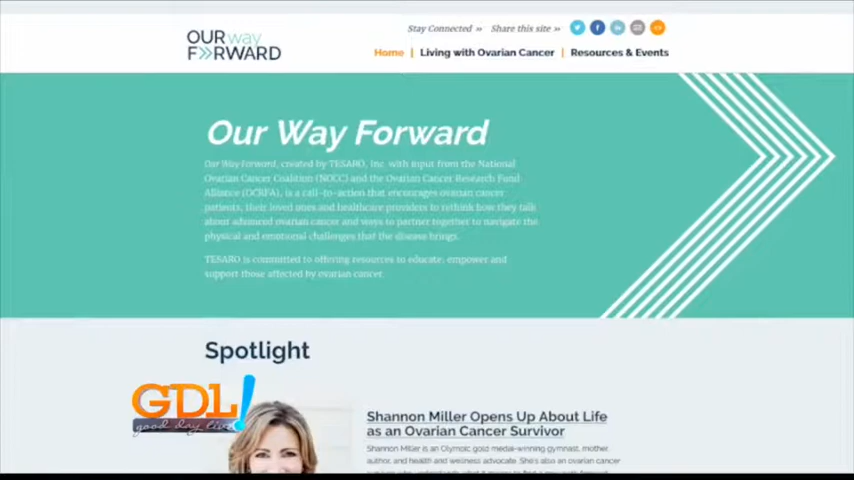 Stay Connected » Share this site »
OUR way
F»RWARD
Home | Living with Ovarian Cancer | Resources & Events
Our Way Forward
Our Way Forward, created by TESARO, Inc. with input from the National
Ovarian Cancer Coalition (NOCC) and the Ovarian Cancer Research Fund
Alliance (OCRFA), is a call-to-action that encourages ovarian cancer
patients, their loved ones and healthcare providers to rethink how they talk
about advanced ovarian cancer and ways to partner together to navigate the
physical and emotional challenges that the disease brings.
TESARO is committed to offering resources to educate, empower and
support those affected by ovarian cancer.
Spotlight
GDL!
good day live
Shannon Miller Opens Up About Life
as an Ovarian Cancer Survivor
Shannon Miller is an Olympic gold medal-winning gymnast, mother,
author, and health and wellness advocate. She's also an ovarian cancer